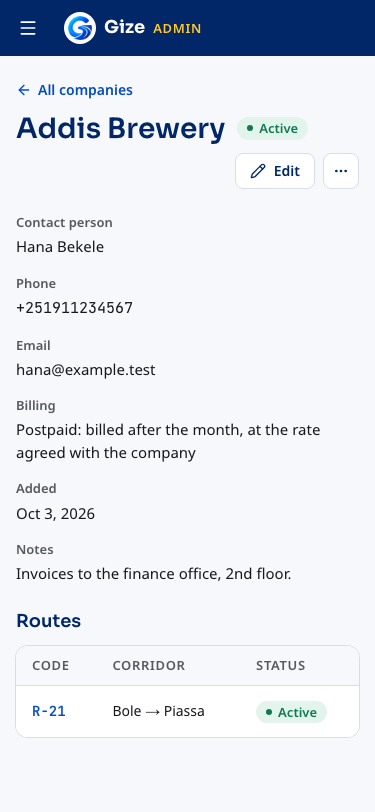 Gize ADMIN
← All companies
Addis Brewery
Active
Edit
Contact person
Hana Bekele
Phone
+251911234567
Email
hana@example.test
Billing
Postpaid: billed after the month, at the rate
agreed with the company
Added
Oct 3, 2026
Notes
Invoices to the finance office, 2nd floor.
Routes
CODE CORRIDOR STATUS
R-21 Bole → Piassa Active